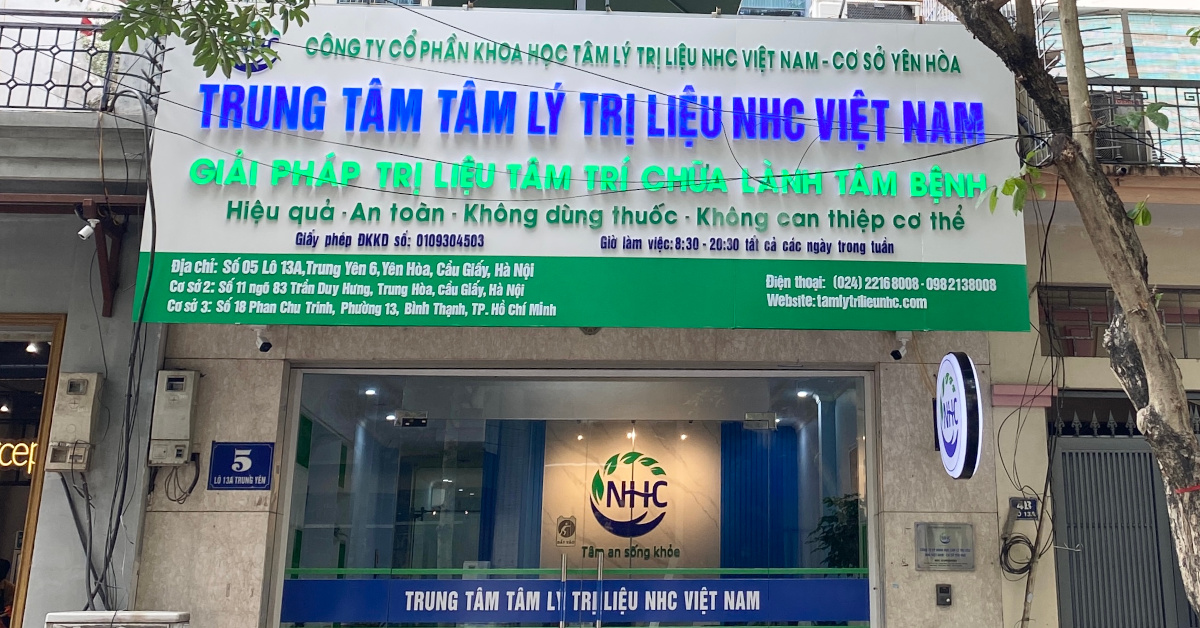 CÔNG TY CỔ PHẦN KHOA HỌC TÂM LÝ TRỊ LIỆU NHC VIỆT NAM - CƠ SỞ YÊN HÒA
TRUNG TÂM TÂM LÝ TRỊ LIỆU NHC VIỆT NAM
GIẢI PHÁP TRỊ LIỆU TÂM TRÍ CHỮA LÀNH TÂM BỆNH
Hiệu quả · An toàn · Không dùng thuốc · Không can thiệp cơ thể
Giấy phép ĐKKD số: 0109304503
Giờ làm việc: 8:30 - 20:30 tất cả các ngày trong tuần
Địa chỉ: Số 05 Lô 13A, Trung Yên 6, Yên Hòa, Cầu Giấy, Hà Nội
Cơ sở 2: Số 11 ngõ 83 Trần Duy Hưng, Trung Hòa, cầu Giấy, Hà Nội
Cơ sở 3: Số 18 Phan Chu Trinh, Phường 13, Bình Thạnh, TP. Hồ Chí Minh
Điện thoại: (024) 2216 8008 - 098 2138008
Website: tamlytrilieunhc.com
NHC
5
LÔ 13A TRUNG YÊN
NHC
Tâm an sống khỏe
4B
TRUNG TÂM TÂM LÝ TRỊ LIỆU NHC VIỆT NAM